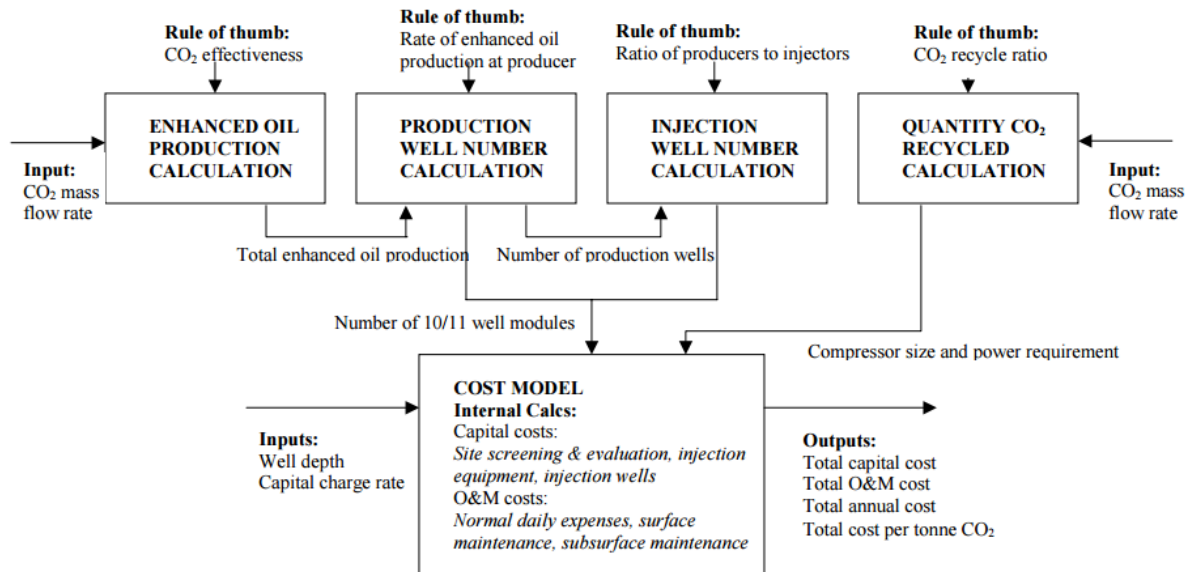 Rule of thumb:
CO₂ effectiveness
Rule of thumb:
Rate of enhanced oil
production at producer
Rule of thumb:
Ratio of producers to injectors
Rule of thumb:
CO₂ recycle ratio
ENHANCED OIL
PRODUCTION
CALCULATION
PRODUCTION
WELL NUMBER
CALCULATION
INJECTION
WELL NUMBER
CALCULATION
QUANTITY CO₂
RECYCLED
CALCULATION
Input:
CO₂ mass
flow rate
Input:
CO₂ mass
flow rate
Total enhanced oil production
Number of production wells
Number of 10/11 well modules
Compressor size and power requirement
COST MODEL
Internal Calcs:
Capital costs:
Site screening & evaluation, injection
equipment, injection wells
O&M costs:
Normal daily expenses, surface
maintenance, subsurface maintenance
Inputs:
Well depth
Capital charge rate
Outputs:
Total capital cost
Total O&M cost
Total annual cost
Total cost per tonne CO₂